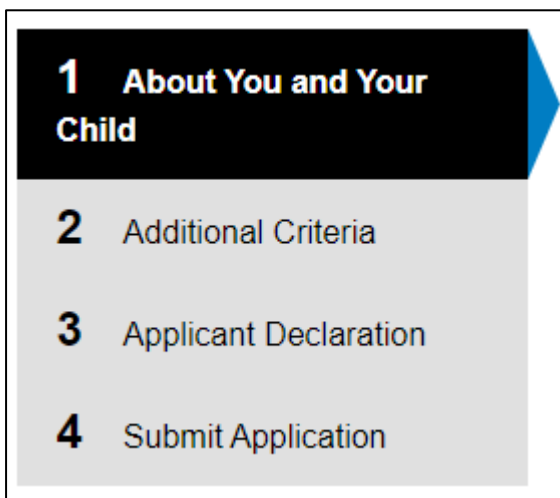 1 About You and Your
Child
2 Additional Criteria
3 Applicant Declaration
4 Submit Application